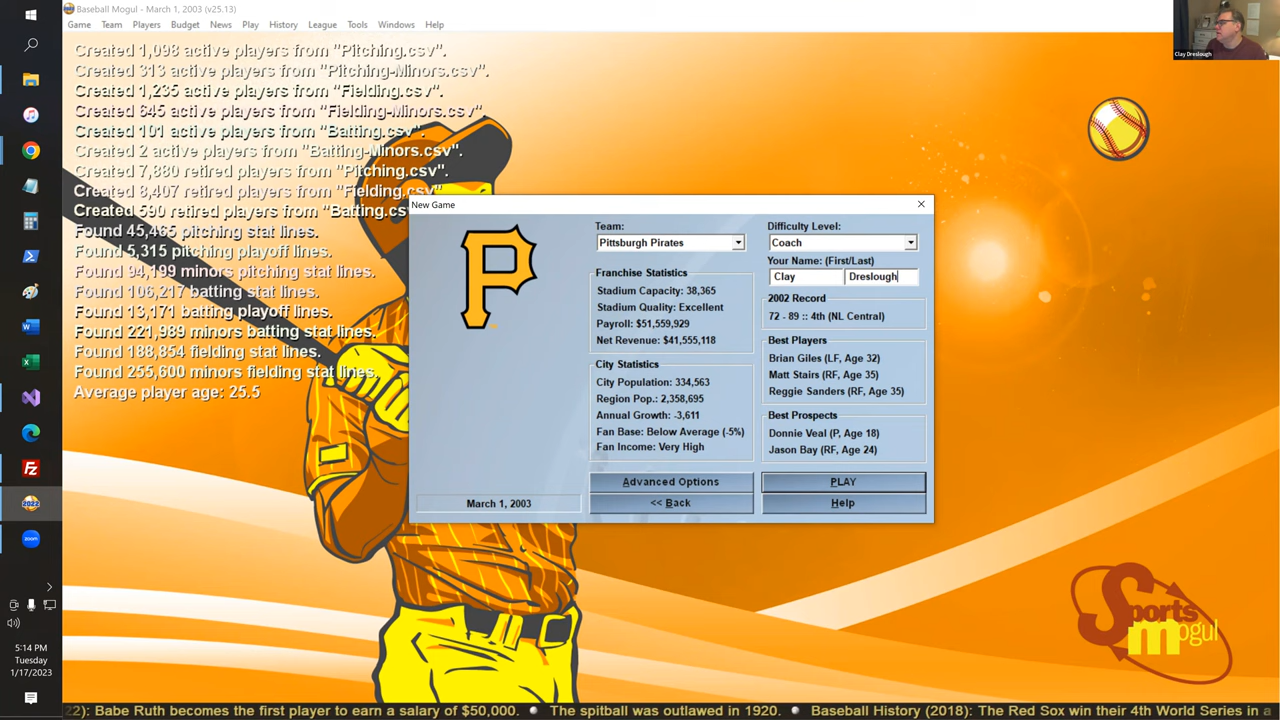 Baseball Mogul - March 1, 2003 (v25.13)
Game Team Players Budget News Play History League Tools Windows Help
Clay Dreslough
Created 1,098 active players from "Pitching.csv".
Created 313 active players from "Pitching-Minors.csv".
Created 1,235 active players from "Fielding.csv".
Created 645 active players from "Fielding-Minors.csv".
Created 101 active players from "Batting.csv".
Created 2 active players from "Batting-Minors.csv".
Created 7,880 retired players from "Pitching.csv".
Created 8,407 retired players from "Fielding.csv"
Created 590 retired players from "Batting.cs
Found 45,465 pitching stat lines.
Found 5,315 pitching playoff lines.
Found 94,199 minors pitching stat lines.
Found 106,217 batting stat lines.
Found 13,171 batting playoff lines.
Found 221,989 minors batting stat lines.
Found 188,854 fielding stat lines.
Found 255,600 minors fielding stat lines.
Average player age: 25.5
New Game
P
March 1, 2003
Team:
Pittsburgh Pirates
Franchise Statistics
Stadium Capacity: 38,365
Stadium Quality: Excellent
Payroll: $51,559,929
Net Revenue: $41,555,118
City Statistics
City Population: 334,563
Region Pop.: 2,358,695
Annual Growth: -3,611
Fan Base: Below Average (-5%)
Fan Income: Very High
Advanced Options
<< Back
Difficulty Level:
Coach
Your Name: (First/Last)
Clay Dreslough
2002 Record
72 - 89 :: 4th (NL Central)
Best Players
Brian Giles (LF, Age 32)
Matt Stairs (RF, Age 35)
Reggie Sanders (RF, Age 35)
Best Prospects
Donnie Veal (P, Age 18)
Jason Bay (RF, Age 24)
PLAY
Help
Sports
Mogul
2022
zoom
5:14 PM
Tuesday
1/17/2023
22): Babe Ruth becomes the first player to earn a salary of $50,000. The spitball was outlawed in 1920. Baseball History (2018): The Red Sox win their 4th World Series in a